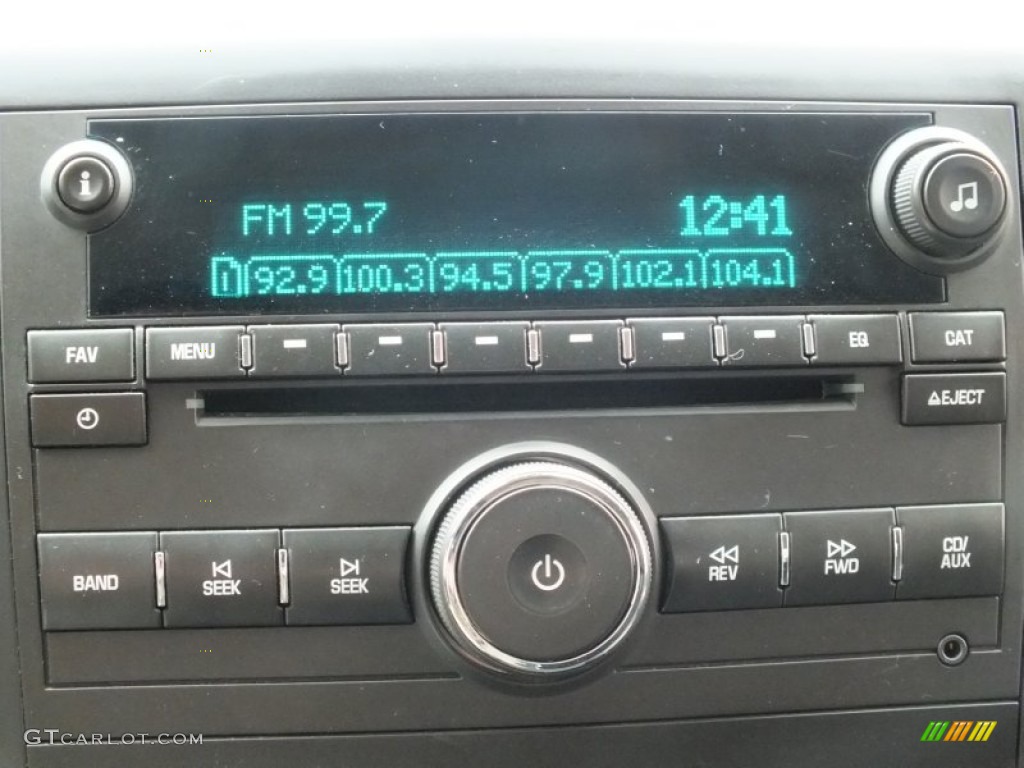 i
FM 99.7 12:41
1 92.9 100.3 94.5 97.9 102.1 104.1
FAV MENU EQ CAT
EJECT
BAND SEEK SEEK REV FWD CD/AUX
GTCARLOT.COM